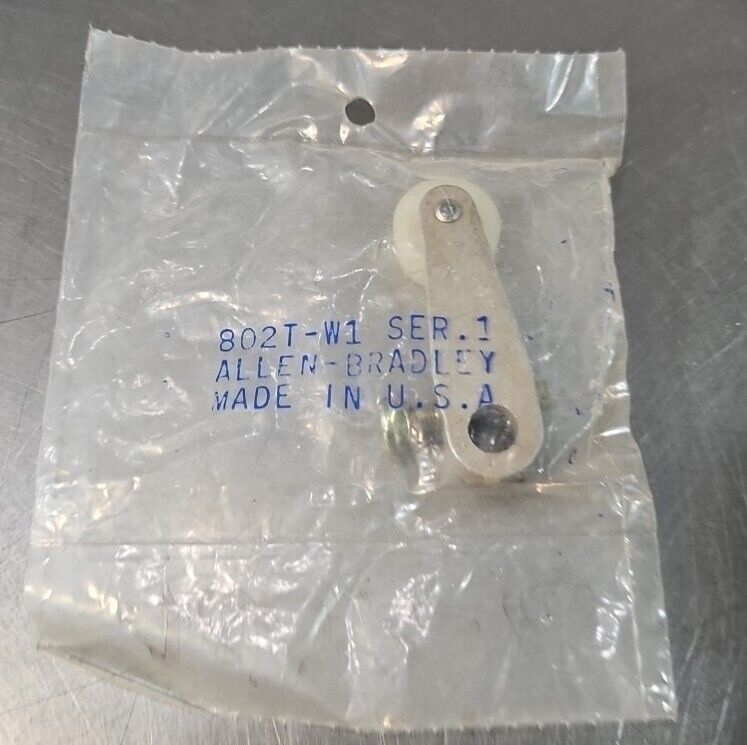 802T-W1 SER.1
ALLEN-BRADLEY
MADE IN U.S.A